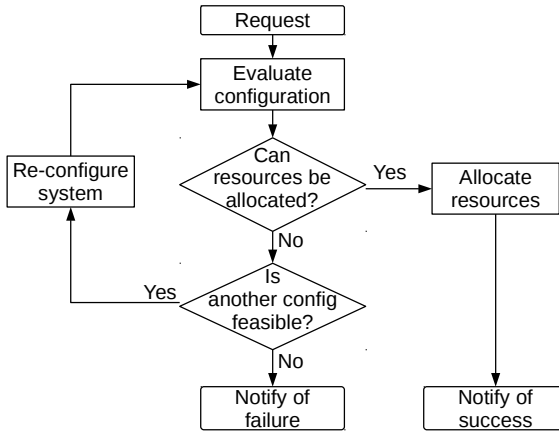 Request
Evaluate
configuration
Can
resources be
allocated?
Yes
Allocate
resources
Re-configure
system
No
Is
another config
feasible?
Yes
No
Notify of
failure
Notify of
success